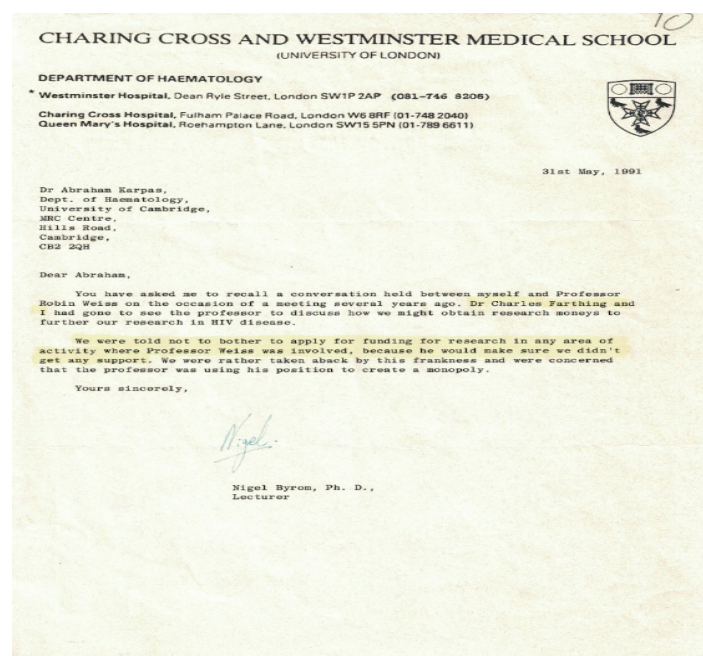 10
CHARING CROSS AND WESTMINSTER MEDICAL SCHOOL
(UNIVERSITY OF LONDON)
DEPARTMENT OF HAEMATOLOGY
* Westminster Hospital, Dean Ryle Street, London SW1P 2AP (081-746 8208)
Charing Cross Hospital, Fulham Palace Road, London W6 8RF (01-748 2040)
Queen Mary's Hospital, Roehampton Lane, London SW15 5PN (01-789 6611)
31st May, 1991
Dr Abraham Karpas,
Dept. of Haematology,
University of Cambridge,
MRC Centre,
Hills Road,
Cambridge,
CB2 2QH
Dear Abraham,
You have asked me to recall a conversation held between myself and Professor
Robin Weiss on the occasion of a meeting several years ago. Dr Charles Farthing and
I had gone to see the professor to discuss how we might obtain research moneys to
further our research in HIV disease.
We were told not to bother to apply for funding for research in any area of
activity where Professor Weiss was involved, because he would make sure we didn't
get any support. We were rather taken aback by this frankness and were concerned
that the professor was using his position to create a monopoly.
Yours sincerely,
Nigel.
Nigel Byrom, Ph. D.,
Lecturer